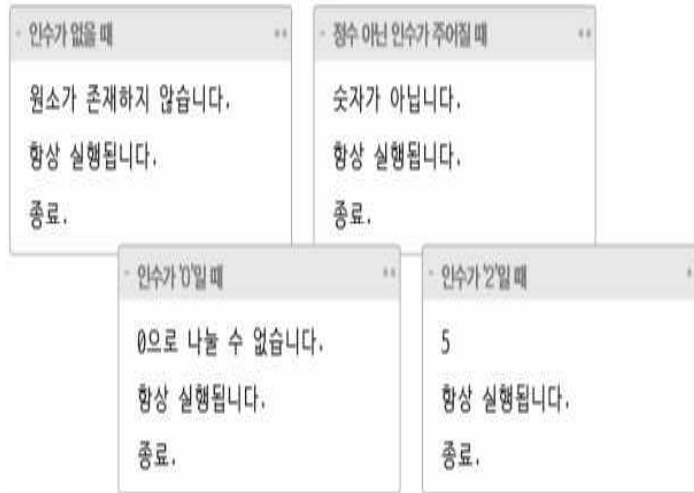 인수가 없을 때
원소가 존재하지 않습니다.
항상 실행됩니다.
종료.
정수 아닌 인수가 주어질 때
숫자가 아닙니다.
항상 실행됩니다.
종료.
인수가 '0'일 때
0으로 나눌 수 없습니다.
항상 실행됩니다.
종료.
인수가 '2'일 때
5
항상 실행됩니다.
종료.